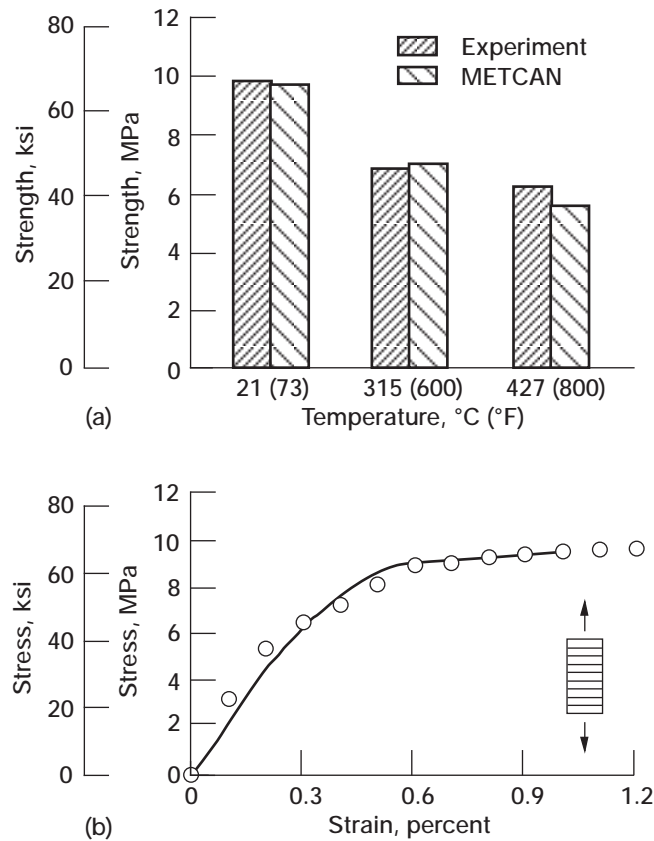 80
60
40
20
0
Strength, ksi
12
10
8
6
4
2
0
Strength, MPa
Experiment
METCAN
21 (73) 315 (600) 427 (800)
Temperature, °C (°F)
(a)
80
60
40
20
0
Stress, ksi
12
10
8
6
4
2
0
Stress, MPa
0 0.3 0.6 0.9 1.2
Strain, percent
(b)